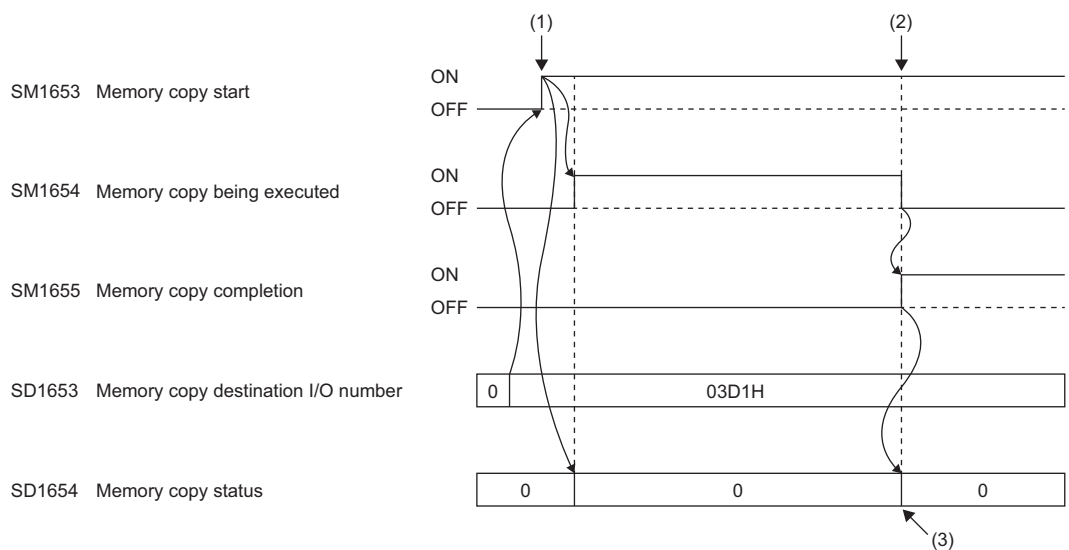 (1) (2)
SM1653 Memory copy start ON
OFF
SM1654 Memory copy being executed ON
OFF
SM1655 Memory copy completion ON
OFF
SD1653 Memory copy destination I/O number 0 03D1H
SD1654 Memory copy status 0 0 0
(3)